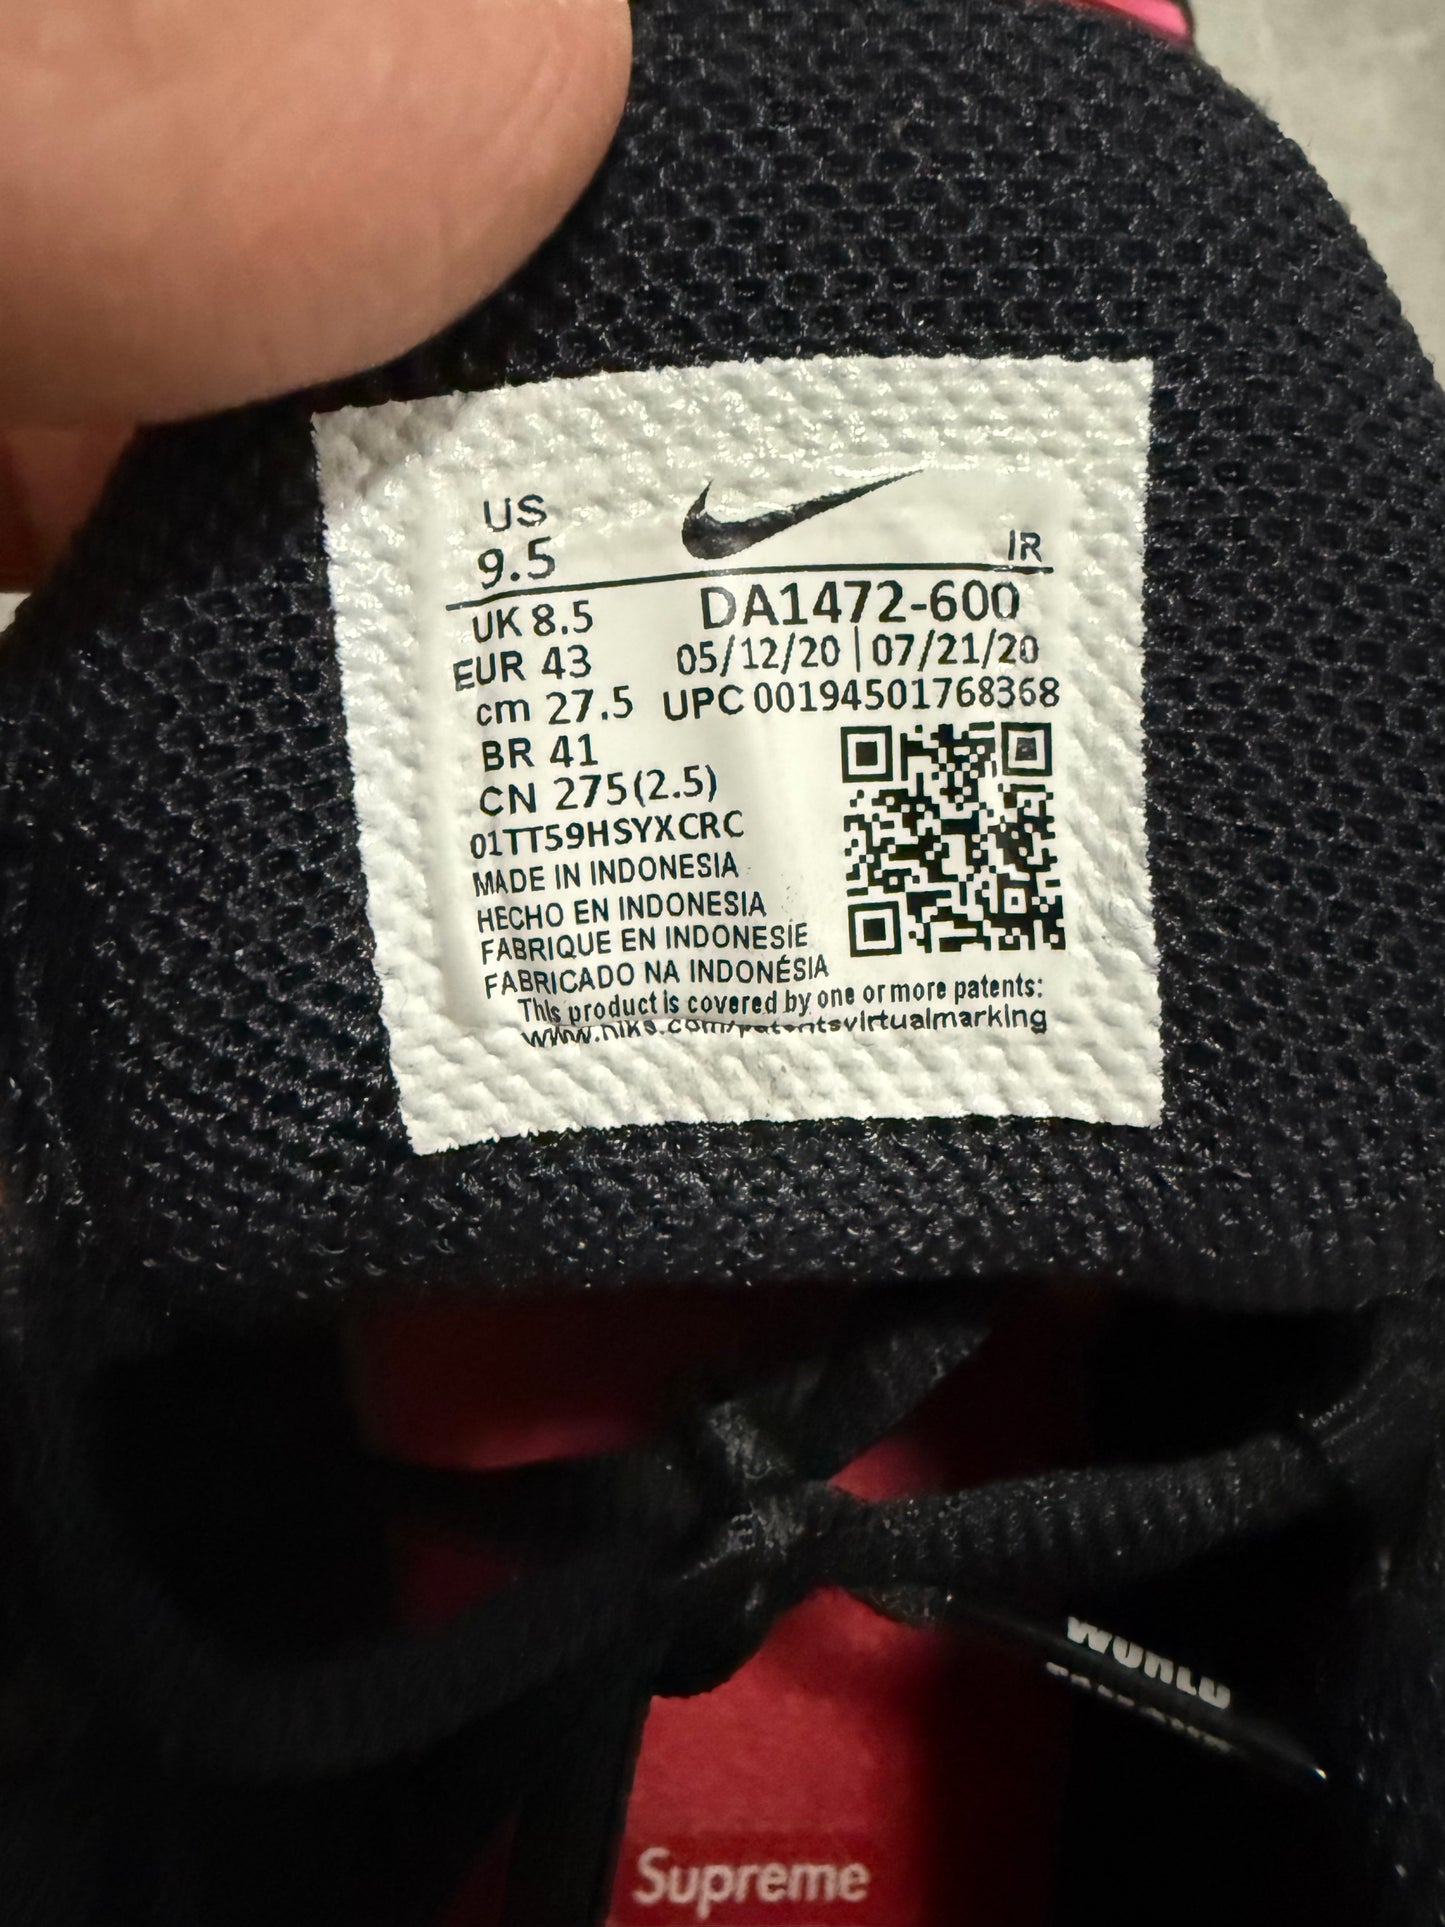 US
9.5
IR
UK 8.5
DA1472-600
EUR 43
05/12/20 | 07/21/20
cm 27.5
UPC 00194501768368
BR 41
CN 275(2.5)
01TT59HSYXCRC
MADE IN INDONESIA
HECHO EN INDONESIA
FABRIQUE EN INDONESIE
FABRICADO NA INDONÉSIA
This product is covered by one or more patents:
www.nike.com/patentsvirtualmarking
WORLD
Supreme